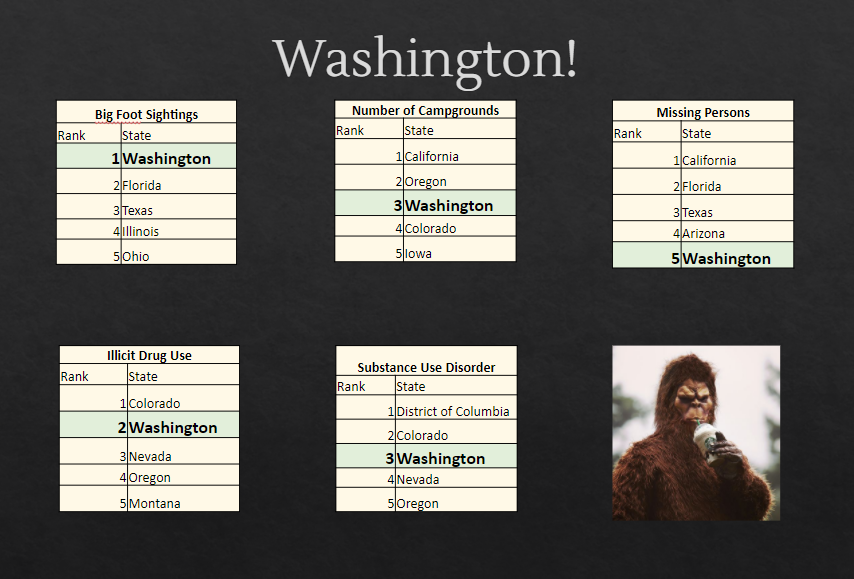 Washington!
Big Foot Sightings
Rank State
1 Washington
2 Florida
3 Texas
4 Illinois
5 Ohio
Number of Campgrounds
Rank State
1 California
2 Oregon
3 Washington
4 Colorado
5 Iowa
Missing Persons
Rank State
1 California
2 Florida
3 Texas
4 Arizona
5 Washington
Illicit Drug Use
Rank State
1 Colorado
2 Washington
3 Nevada
4 Oregon
5 Montana
Substance Use Disorder
Rank State
1 District of Columbia
2 Colorado
3 Washington
4 Nevada
5 Oregon